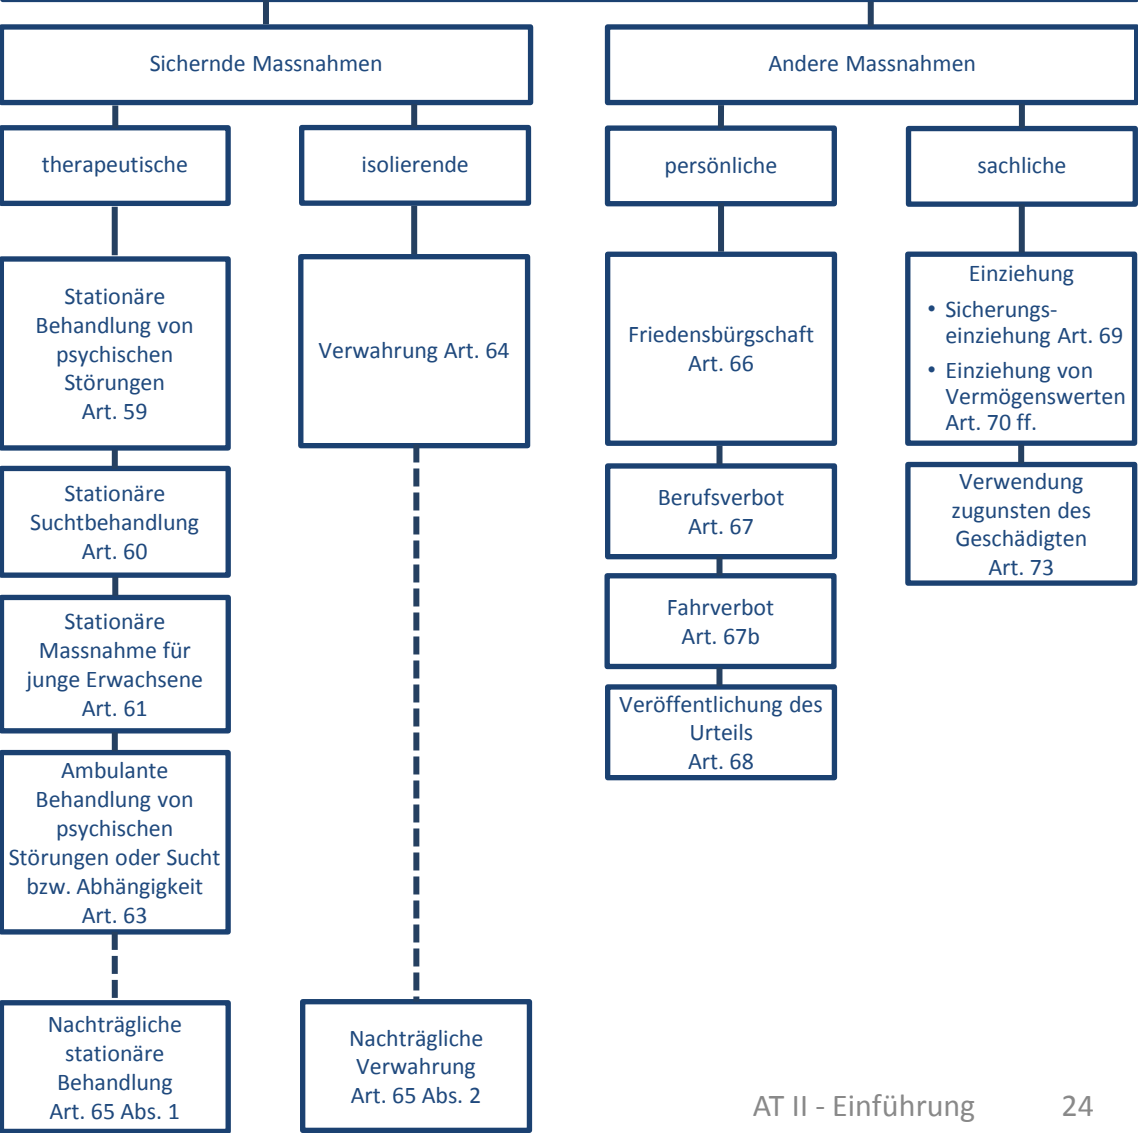 Sichernde Massnahmen
Andere Massnahmen
therapeutische
isolierende
persönliche
sachliche
Stationäre
Behandlung von
psychischen
Störungen
Art. 59
Stationäre
Suchtbehandlung
Art. 60
Stationäre
Massnahme für
junge Erwachsene
Art. 61
Ambulante
Behandlung von
psychischen
Störungen oder Sucht
bzw. Abhängigkeit
Art. 63
Nachträgliche
stationäre
Behandlung
Art. 65 Abs. 1
Verwahrung Art. 64
Nachträgliche
Verwahrung
Art. 65 Abs. 2
Friedensbürgschaft
Art. 66
Berufsverbot
Art. 67
Fahrverbot
Art. 67b
Veröffentlichung des
Urteils
Art. 68
Einziehung
• Sicherungs-
einziehung Art. 69
• Einziehung von
Vermögenswerten
Art. 70 ff.
Verwendung
zugunsten des
Geschädigten
Art. 73
AT II - Einführung 24